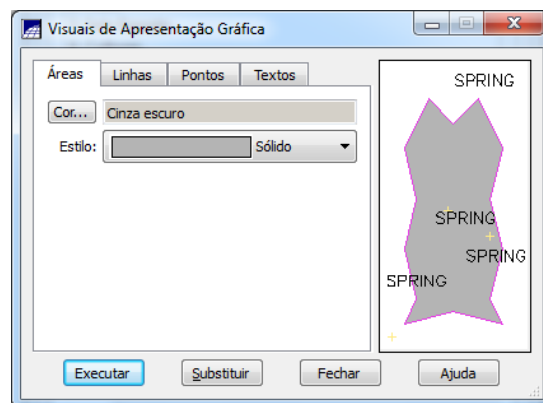 Visuais de Apresentação Gráfica
Áreas Linhas Pontos Textos
Cor... Cinza escuro
Estilo: Sólido
SPRING
SPRING
SPRING
SPRING
Executar Substituir Fechar Ajuda